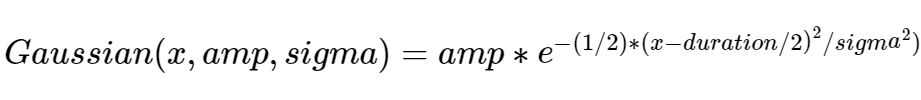 Gaussian(x, amp, sigma) = amp * e^{-(1/2)*(x-duration/2)^2/sigma^2)}